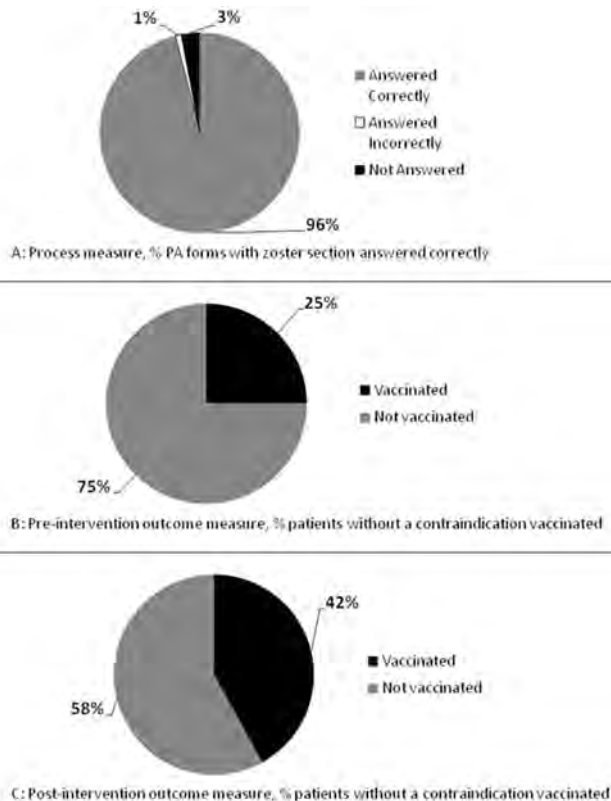 1%
3%
Answered
Correctly
Answered
Incorrectly
Not Answered
96%
A: Process measure, % PA forms with zoster section answered correctly
25%
Vaccinated
Not vaccinated
75%
B: Pre-intervention outcome measure, % patients without a contraindication vaccinated
42%
Vaccinated
Not vaccinated
58%
C: Post-intervention outcome measure, % patients without a contraindication vaccinated